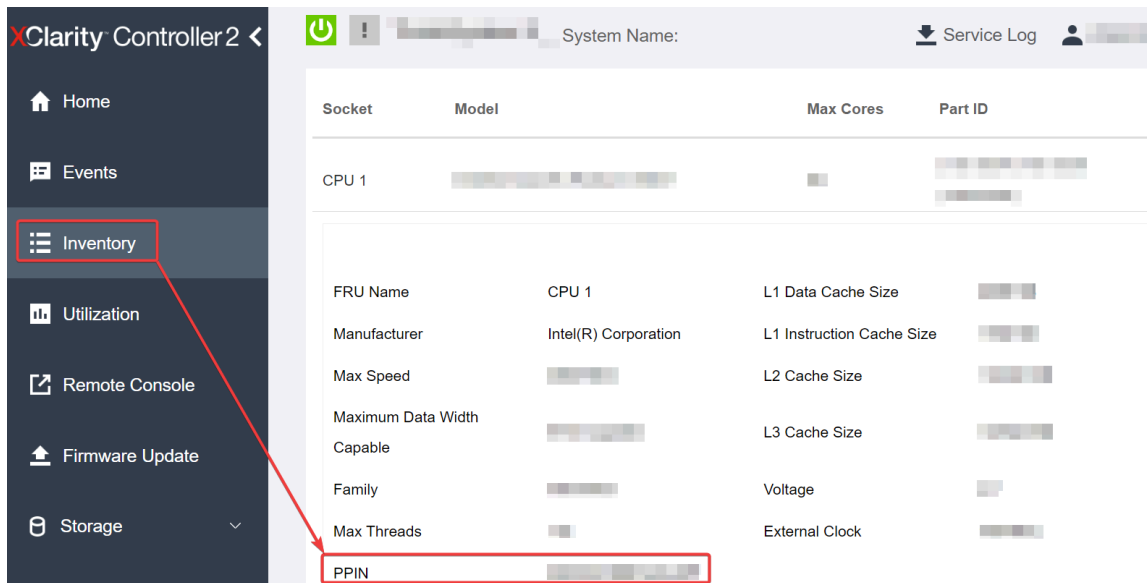 XClarity Controller 2
System Name:
Service Log
Home
Events
Inventory
Utilization
Remote Console
Firmware Update
Storage
Socket Model Max Cores Part ID
CPU 1
FRU Name CPU 1 L1 Data Cache Size
Manufacturer Intel(R) Corporation L1 Instruction Cache Size
Max Speed L2 Cache Size
Maximum Data Width
Capable
L3 Cache Size
Family Voltage
Max Threads External Clock
PPIN